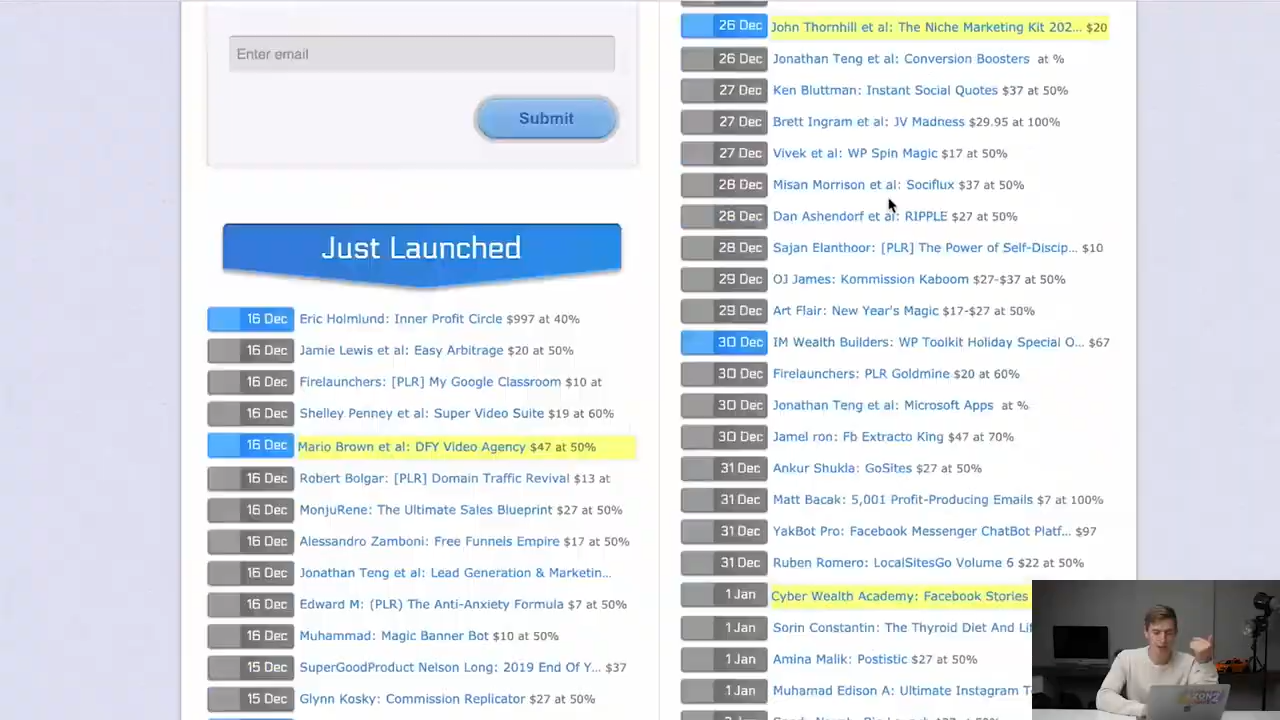 Enter email
Submit
Just Launched
16 Dec Eric Holmlund: Inner Profit Circle $997 at 40%
16 Dec Jamie Lewis et al: Easy Arbitrage $20 at 50%
16 Dec Firelaunchers: [PLR] My Google Classroom $10 at
16 Dec Shelley Penney et al: Super Video Suite $19 at 60%
16 Dec Mario Brown et al: DFY Video Agency $47 at 50%
16 Dec Robert Bolgar: [PLR] Domain Traffic Revival $13 at
16 Dec MonjuRene: The Ultimate Sales Blueprint $27 at 50%
16 Dec Alessandro Zamboni: Free Funnels Empire $17 at 50%
16 Dec Jonathan Teng et al: Lead Generation & Marketin...
16 Dec Edward M: (PLR) The Anti-Anxiety Formula $7 at 50%
16 Dec Muhammad: Magic Banner Bot $10 at 50%
15 Dec SuperGoodProduct Nelson Long: 2019 End Of Y... $37
15 Dec Glynn Kosky: Commission Replicator $27 at 50%
26 Dec John Thornhill et al: The Niche Marketing Kit 202... $20
26 Dec Jonathan Teng et al: Conversion Boosters at %
27 Dec Ken Bluttman: Instant Social Quotes $37 at 50%
27 Dec Brett Ingram et al: JV Madness $29.95 at 100%
27 Dec Vivek et al: WP Spin Magic $17 at 50%
28 Dec Misan Morrison et al: Sociflux $37 at 50%
28 Dec Dan Ashendorf et al: RIPPLE $27 at 50%
28 Dec Sajan Elanthoor: [PLR] The Power of Self-Discip... $10
29 Dec OJ James: Kommission Kaboom $27-$37 at 50%
29 Dec Art Flair: New Year's Magic $17-$27 at 50%
30 Dec IM Wealth Builders: WP Toolkit Holiday Special O... $67
30 Dec Firelaunchers: PLR Goldmine $20 at 60%
30 Dec Jonathan Teng et al: Microsoft Apps at %
30 Dec Jamel ron: Fb Extracto King $47 at 70%
31 Dec Ankur Shukla: GoSites $27 at 50%
31 Dec Matt Bacak: 5,001 Profit-Producing Emails $7 at 100%
31 Dec YakBot Pro: Facebook Messenger ChatBot Platf... $97
31 Dec Ruben Romero: LocalSitesGo Volume 6 $22 at 50%
1 Jan Cyber Wealth Academy: Facebook Stories
1 Jan Sorin Constantin: The Thyroid Diet And Li
1 Jan Amina Malik: Postistic $27 at 50%
1 Jan Muhamad Edison A: Ultimate Instagram T